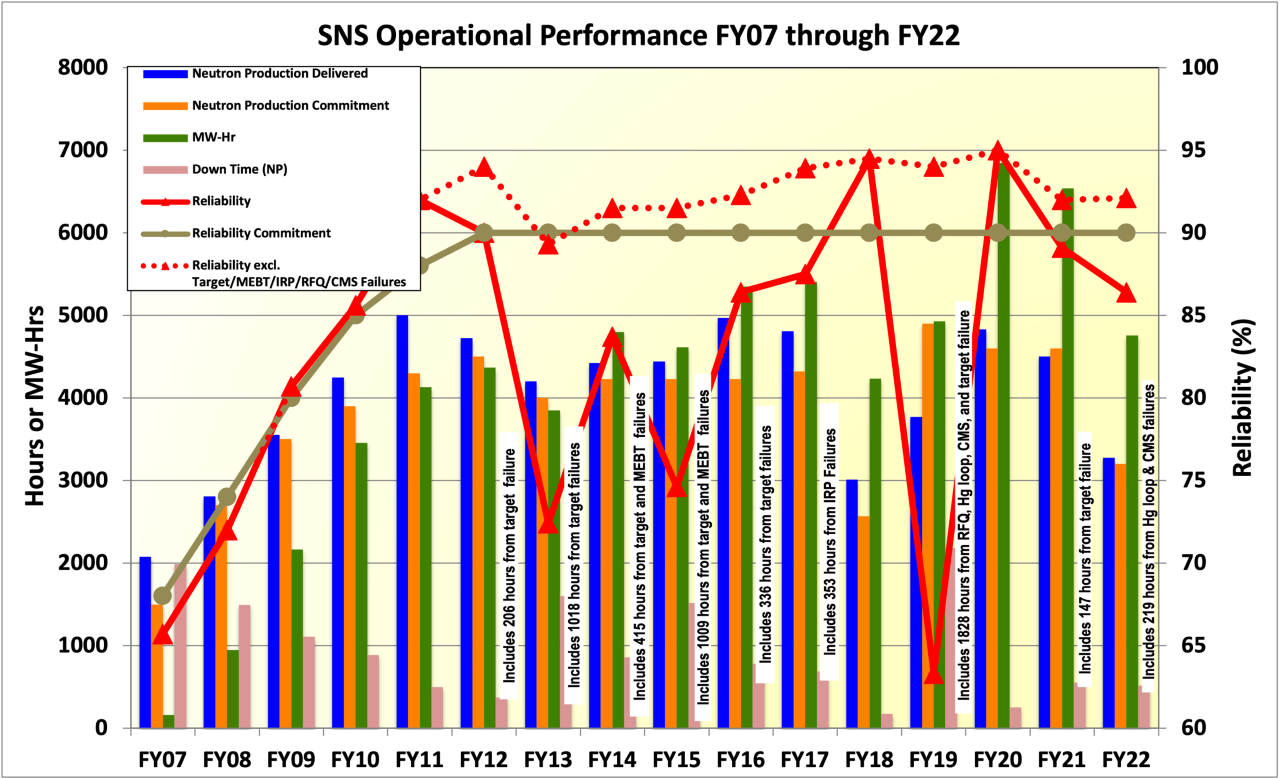 SNS Operational Performance FY07 through FY22
8000
7000
6000
5000
4000
3000
2000
1000
0
Hours or MW-Hrs
Neutron Production Delivered
Neutron Production Commitment
MW-Hr
Down Time (NP)
Reliability
Reliability Commitment
Reliability excl.
Target/MEBT/IRP/RFQ/CMS Failures
Includes 206 hours from target failure
Includes 1018 hours from target failures
Includes 415 hours from target and MEBT failures
Includes 1009 hours from target and MEBT failures
Includes 336 hours from target failures
Includes 353 hours from IRP Failures
Includes 1828 hours from RFQ, Hg loop, CMS, and target failure
Includes 147 hours from target failure
Includes 219 hours from Hg loop & CMS failures
100
95
90
85
80
75
70
65
60
Reliability (%)
FY07 FY08 FY09 FY10 FY11 FY12 FY13 FY14 FY15 FY16 FY17 FY18 FY19 FY20 FY21 FY22